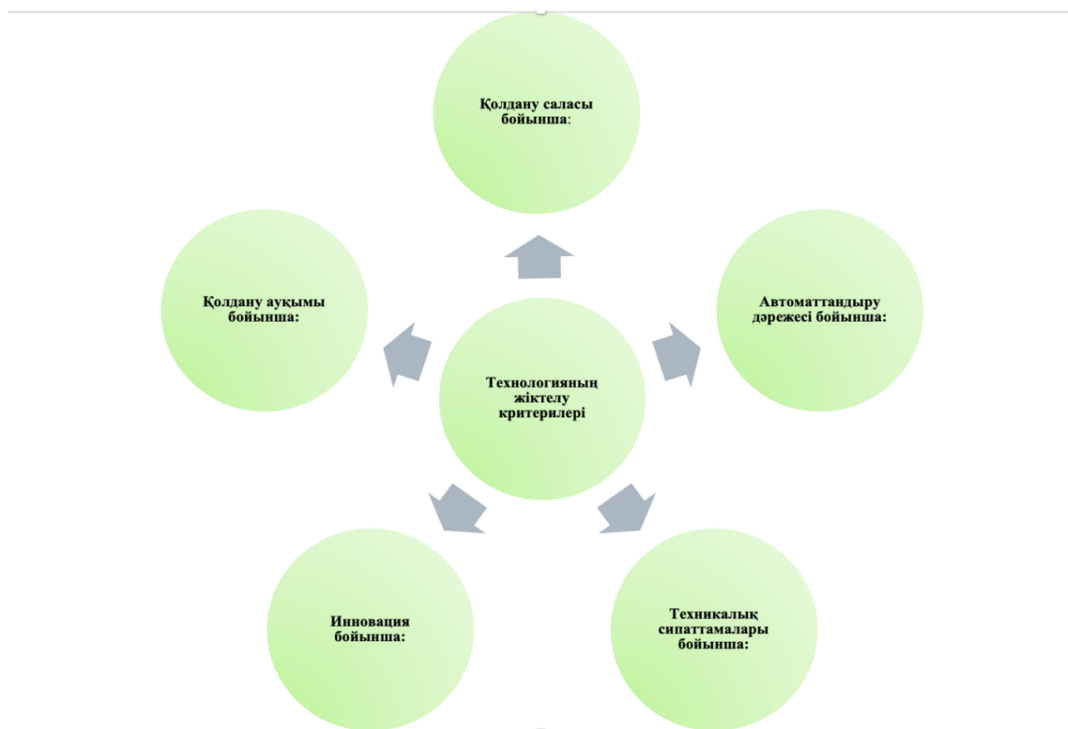 Қолдану саласы
бойынша:
Қолдану ауқымы
бойынша:
Автоматтандыру
дәрежесі бойынша:
Технологияның
жіктелу
критерилері
Инновация
бойынша:
Техникалық
сипаттамалары
бойынша: